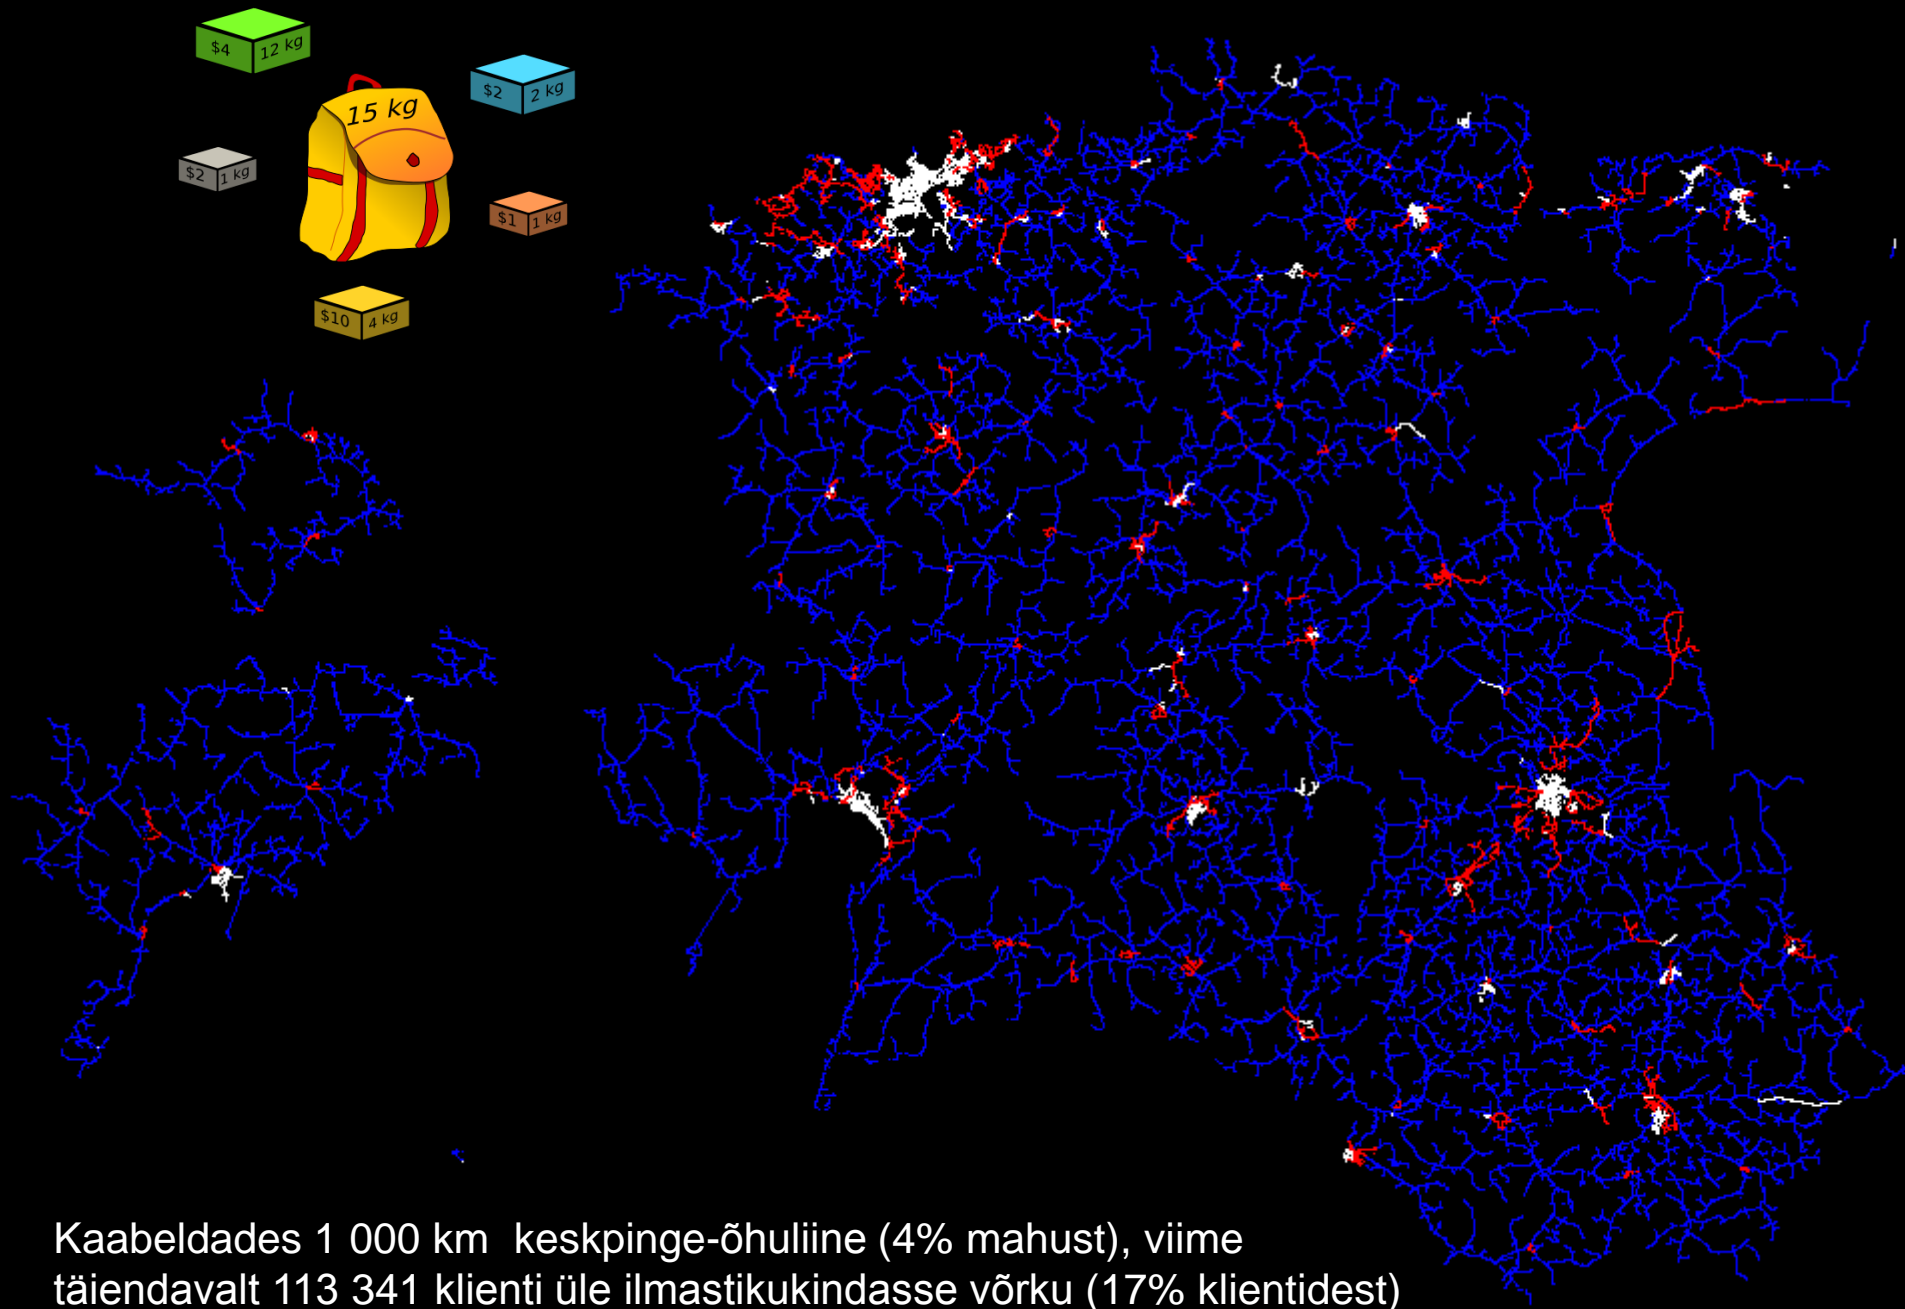 $4 12 kg
$2 2 kg
15 kg
$2 1 kg
$1 1 kg
$10 4 kg
Kaabeldades 1 000 km keskpinge-õhuliine (4% mahust), viime
täiendavalt 113 341 klienti üle ilmastikukindasse võrku (17% klientidest)